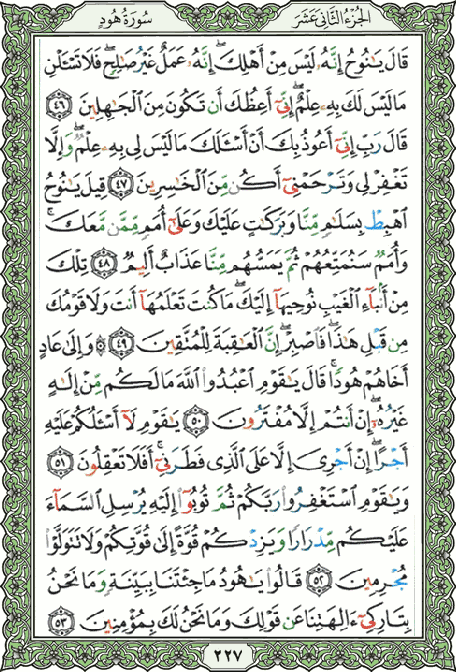 سُورَةُ هُودٍ الجُزْءُ الثَّانِي عَشَرَ
قَالَ يَٰنُوحُ إِنَّهُۥ لَيْسَ مِنْ أَهْلِكَ ۖ إِنَّهُۥ عَمَلٌ غَيْرُ صَٰلِحٍ ۖ فَلَا تَسْـَٔلْنِ
مَا لَيْسَ لَكَ بِهِۦ عِلْمٌ ۖ إِنِّىٓ أَعِظُكَ أَن تَكُونَ مِنَ ٱلْجَٰهِلِينَ ٤٦
قَالَ رَبِّ إِنِّىٓ أَعُوذُ بِكَ أَنْ أَسْـَٔلَكَ مَا لَيْسَ لِى بِهِۦ عِلْمٌ ۖ وَإِلَّا
تَغْفِرْ لِى وَتَرْحَمْنِىٓ أَكُن مِّنَ ٱلْخَٰسِرِينَ ٤٧ قِيلَ يَٰنُوحُ
ٱهْبِطْ بِسَلَٰمٍ مِّنَّا وَبَرَكَٰتٍ عَلَيْكَ وَعَلَىٰٓ أُمَمٍ مِّمَّن مَّعَكَ ۚ
وَأُمَمٌ سَنُمَتِّعُهُمْ ثُمَّ يَمَسُّهُم مِّنَّا عَذَابٌ أَلِيمٌ ٤٨ تِلْكَ
مِنْ أَنۢبَآءِ ٱلْغَيْبِ نُوحِيهَآ إِلَيْكَ ۖ مَا كُنتَ تَعْلَمُهَآ أَنتَ وَلَا قَوْمُكَ
مِن قَبْلِ هَٰذَا ۖ فَٱصْبِرْ ۖ إِنَّ ٱلْعَٰقِبَةَ لِلْمُتَّقِينَ ٤٩ وَإِلَىٰ عَادٍ
أَخَاهُمْ هُودًا ۚ قَالَ يَٰقَوْمِ ٱعْبُدُوا۟ ٱللَّهَ مَا لَكُم مِّنْ إِلَٰهٍ
غَيْرُهُۥٓ ۖ إِنْ أَنتُمْ إِلَّا مُفْتَرُونَ ٥٠ يَٰقَوْمِ لَآ أَسْـَٔلُكُمْ عَلَيْهِ
أَجْرًا ۖ إِنْ أَجْرِىَ إِلَّا عَلَى ٱلَّذِى فَطَرَنِىٓ ۚ أَفَلَا تَعْقِلُونَ ٥١
وَيَٰقَوْمِ ٱسْتَغْفِرُوا۟ رَبَّكُمْ ثُمَّ تُوبُوٓا۟ إِلَيْهِ يُرْسِلِ ٱلسَّمَآءَ
عَلَيْكُم مِّدْرَارًا وَيَزِدْكُمْ قُوَّةً إِلَىٰ قُوَّتِكُمْ وَلَا تَتَوَلَّوْا۟
مُجْرِمِينَ ٥٢ قَالُوا۟ يَٰهُودُ مَا جِئْتَنَا بِبَيِّنَةٍ وَمَا نَحْنُ
بِتَارِكِىٓ ءَالِهَتِنَا عَن قَوْلِكَ وَمَا نَحْنُ لَكَ بِمُؤْمِنِينَ ٥٣
٢٢٧